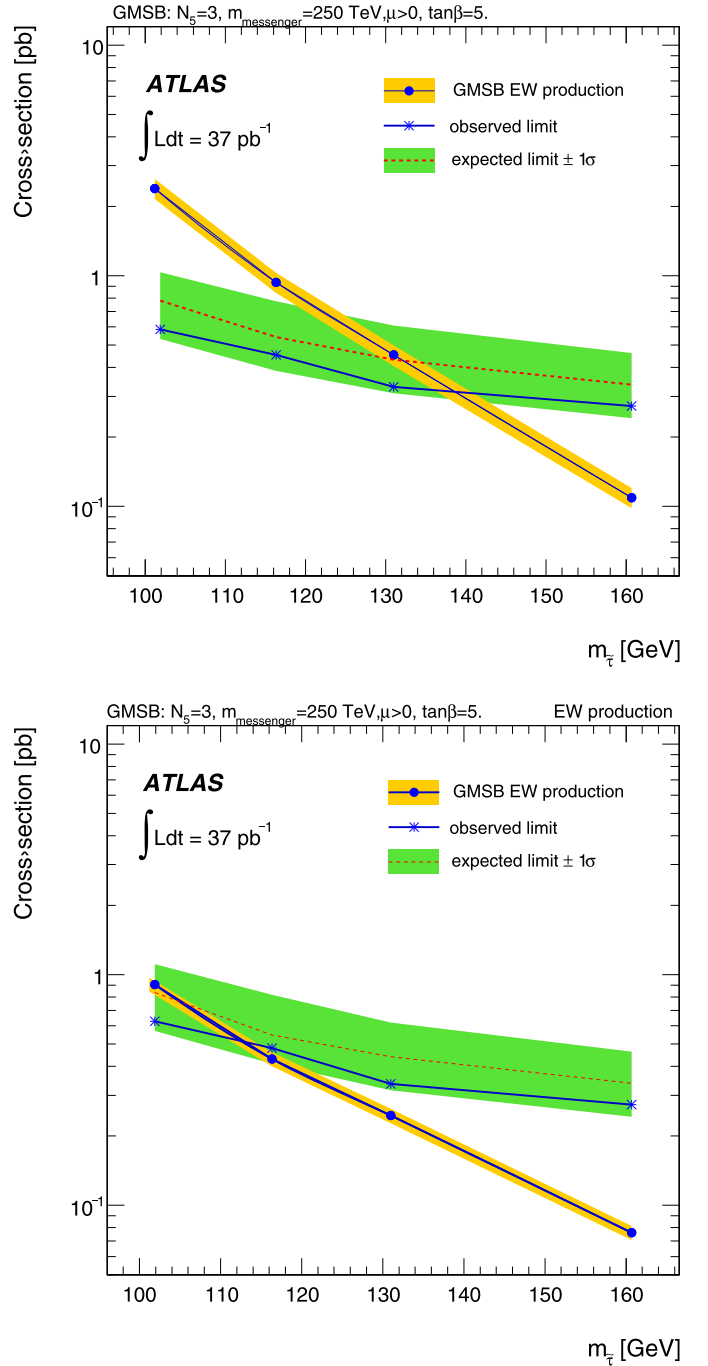 GMSB: N5=3, mmessenger=250 TeV,μ>0, tanβ=5.
10
ATLAS
GMSB EW production
∫Ldt = 37 pb−1
observed limit
expected limit ± 1σ
Cross›section [pb]
1
10−1
100 110 120 130 140 150 160
mτ̃ [GeV]
GMSB: N5=3, mmessenger=250 TeV,μ>0, tanβ=5. EW production
10
ATLAS
GMSB EW production
∫Ldt = 37 pb−1
observed limit
expected limit ± 1σ
Cross›section [pb]
1
10−1
100 110 120 130 140 150 160
mτ̃ [GeV]